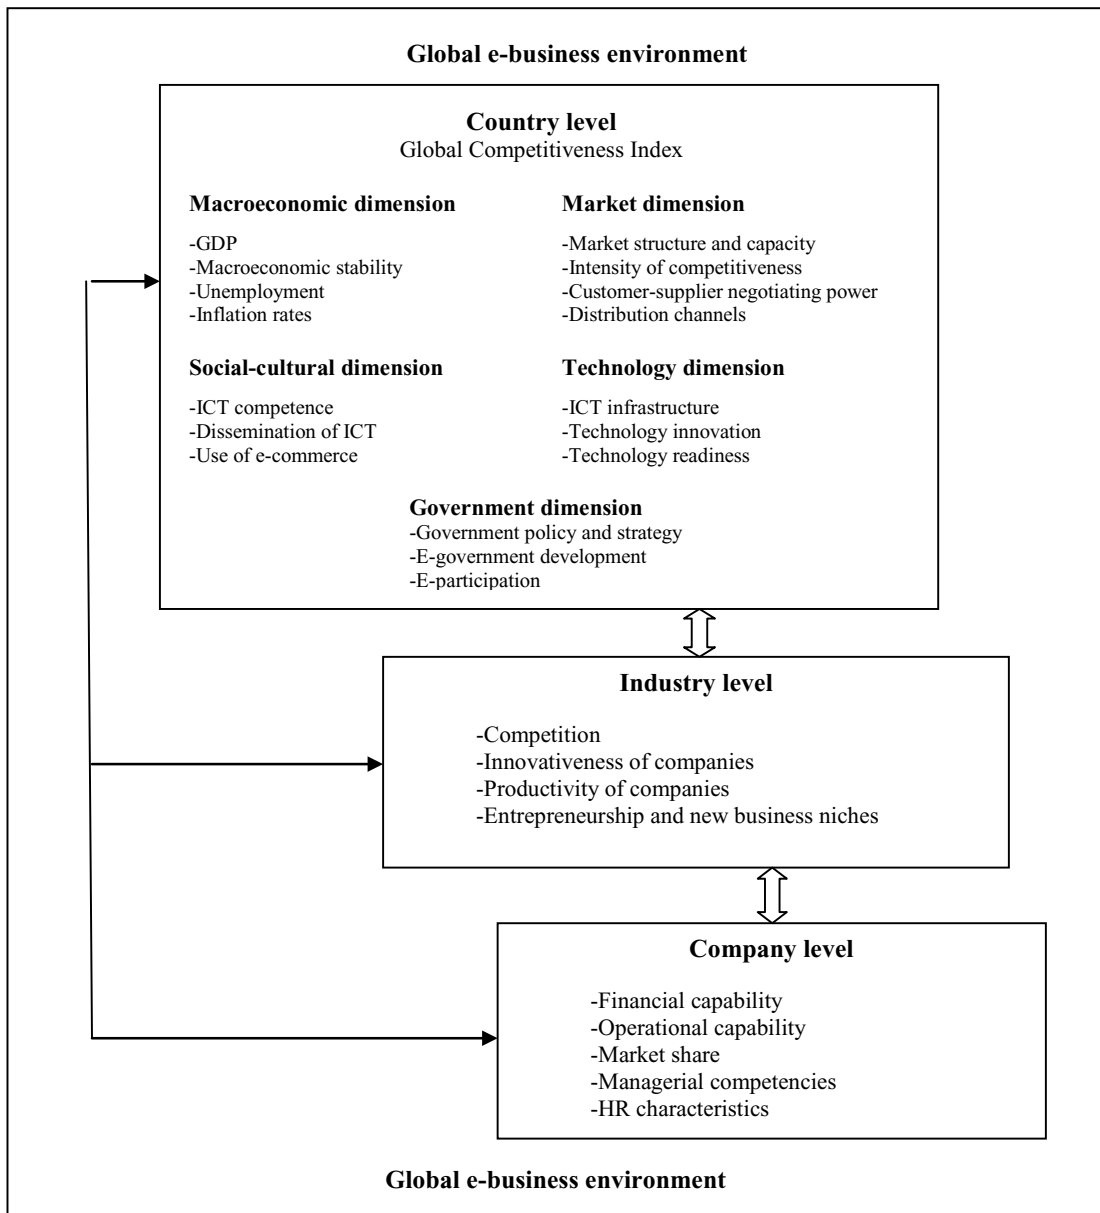 Global e-business environment
Country level
Global Competitiveness Index
Macroeconomic dimension
-GDP
-Macroeconomic stability
-Unemployment
-Inflation rates
Market dimension
-Market structure and capacity
-Intensity of competitiveness
-Customer-supplier negotiating power
-Distribution channels
Social-cultural dimension
-ICT competence
-Dissemination of ICT
-Use of e-commerce
Technology dimension
-ICT infrastructure
-Technology innovation
-Technology readiness
Government dimension
-Government policy and strategy
-E-government development
-E-participation
Industry level
-Competition
-Innovativeness of companies
-Productivity of companies
-Entrepreneurship and new business niches
Company level
-Financial capability
-Operational capability
-Market share
-Managerial competencies
-HR characteristics
Global e-business environment